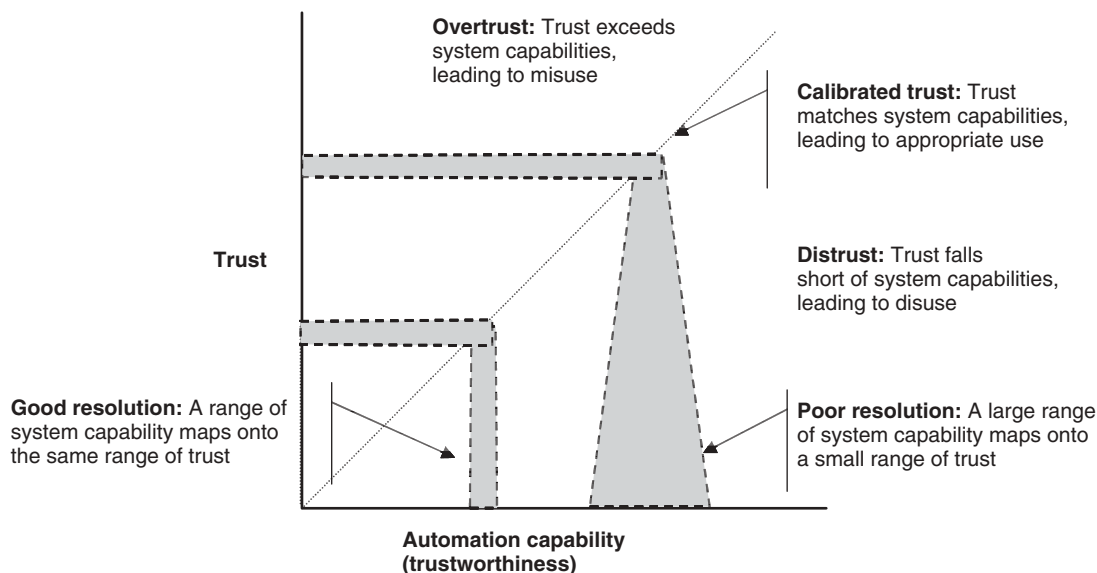 Overtrust: Trust exceeds
system capabilities,
leading to misuse
Calibrated trust: Trust
matches system capabilities,
leading to appropriate use
Trust
Distrust: Trust falls
short of system capabilities,
leading to disuse
Good resolution: A range of
system capability maps onto
the same range of trust
Poor resolution: A large range
of system capability maps onto
a small range of trust
Automation capability
(trustworthiness)